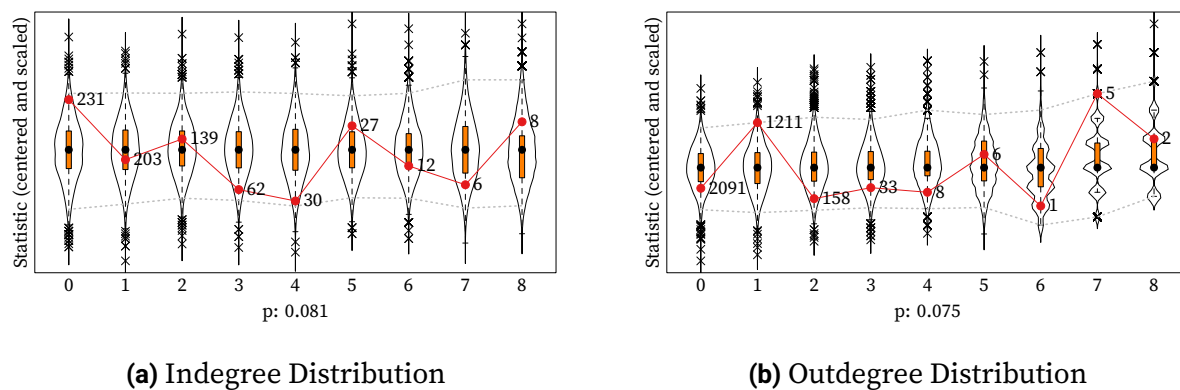 Statistic (centered and scaled)
231
203
139
62
30
27
12
6
8
0 1 2 3 4 5 6 7 8
p: 0.081
(a) Indegree Distribution
Statistic (centered and scaled)
2091
1211
158
33
8
6
1
5
2
0 1 2 3 4 5 6 7 8
p: 0.075
(b) Outdegree Distribution